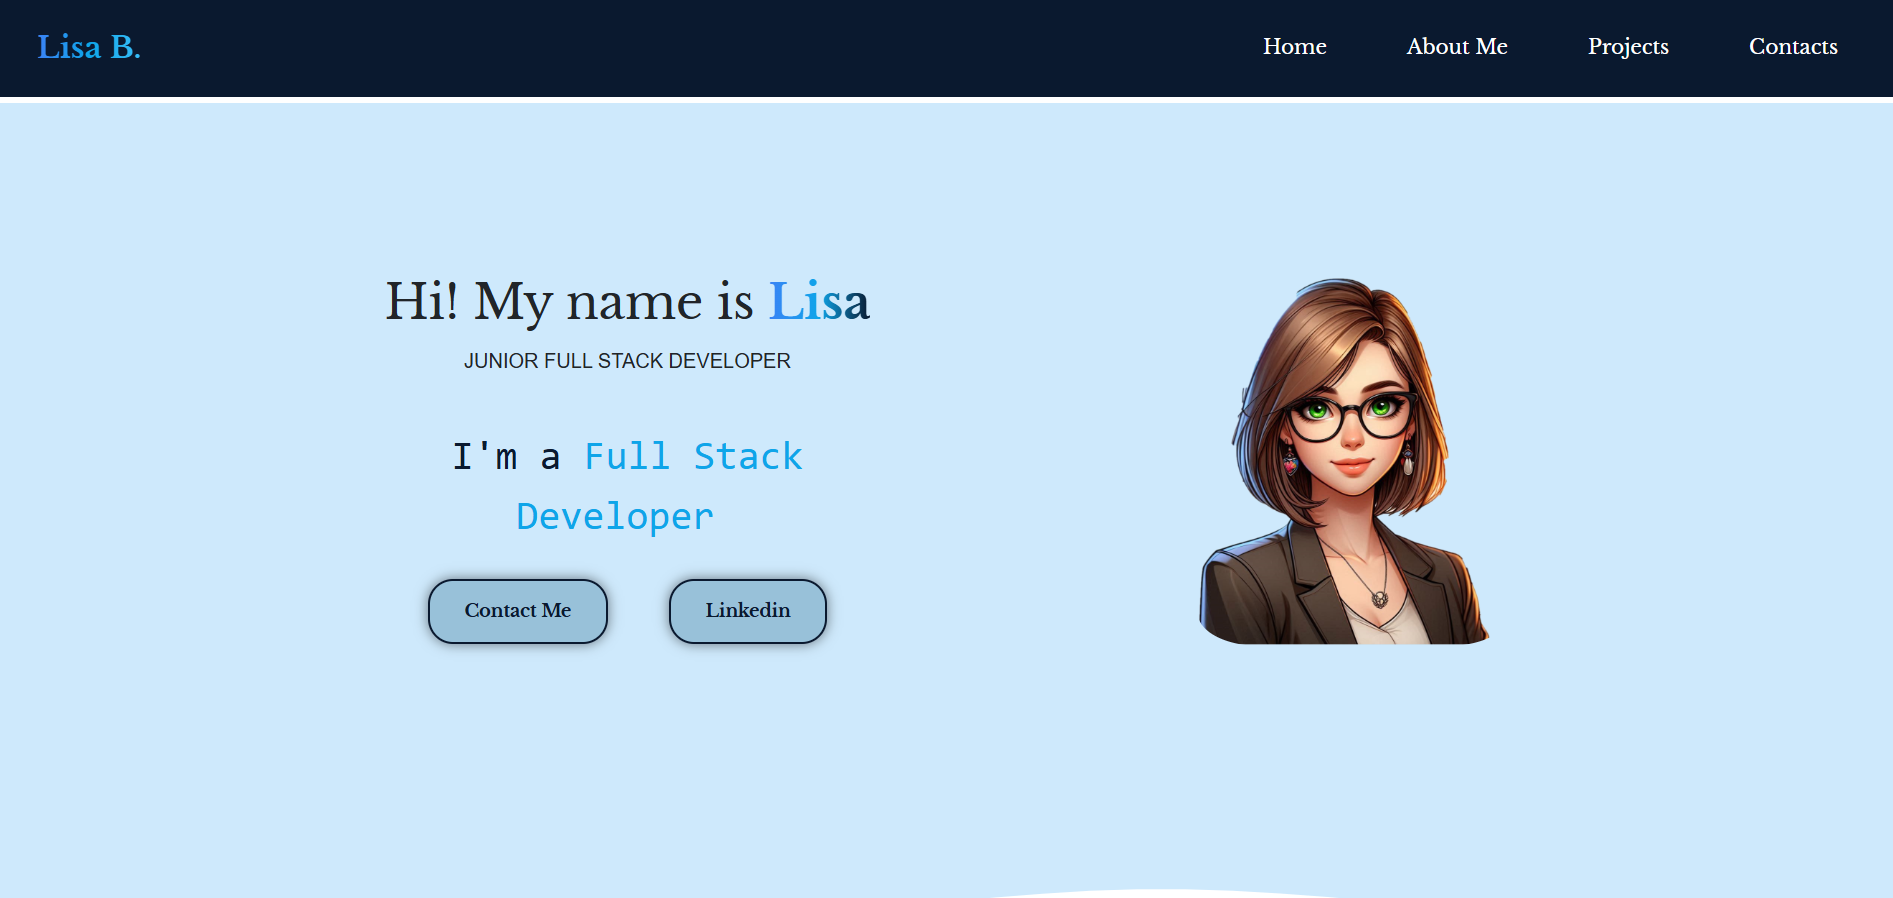 Lisa B.
Home
About Me
Projects
Contacts
Hi! My name is Lisa
JUNIOR FULL STACK DEVELOPER
I'm a Full Stack
Developer
Contact Me
Linkedin